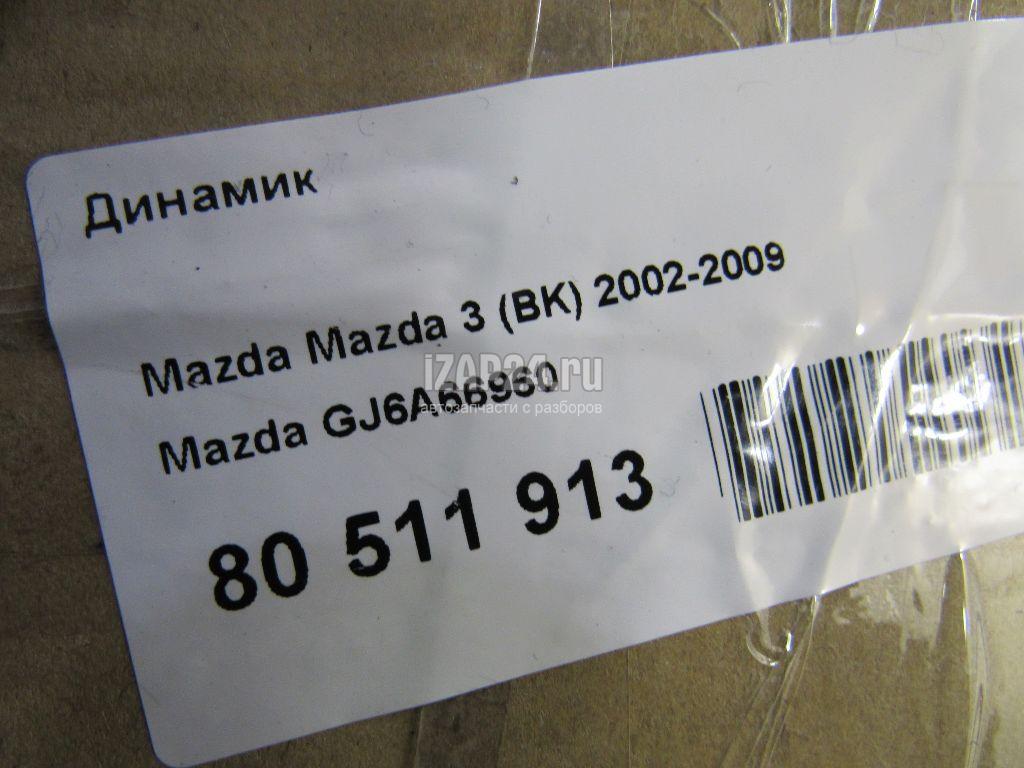 Динамик
Mazda Mazda 3 (BK) 2002-2009
iZAP24.ru
автозапчасти с разборов
Mazda GJ6A66960
80 511 913